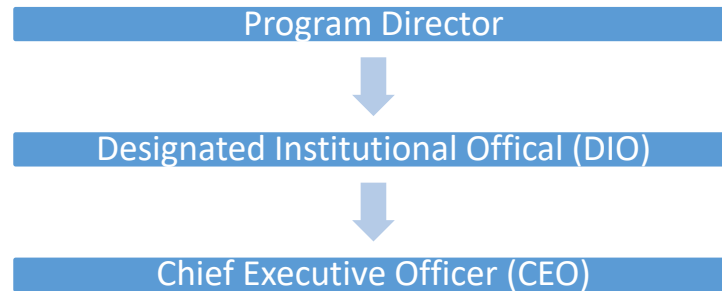 Program Director
Designated Institutional Offical (DIO)
Chief Executive Officer (CEO)